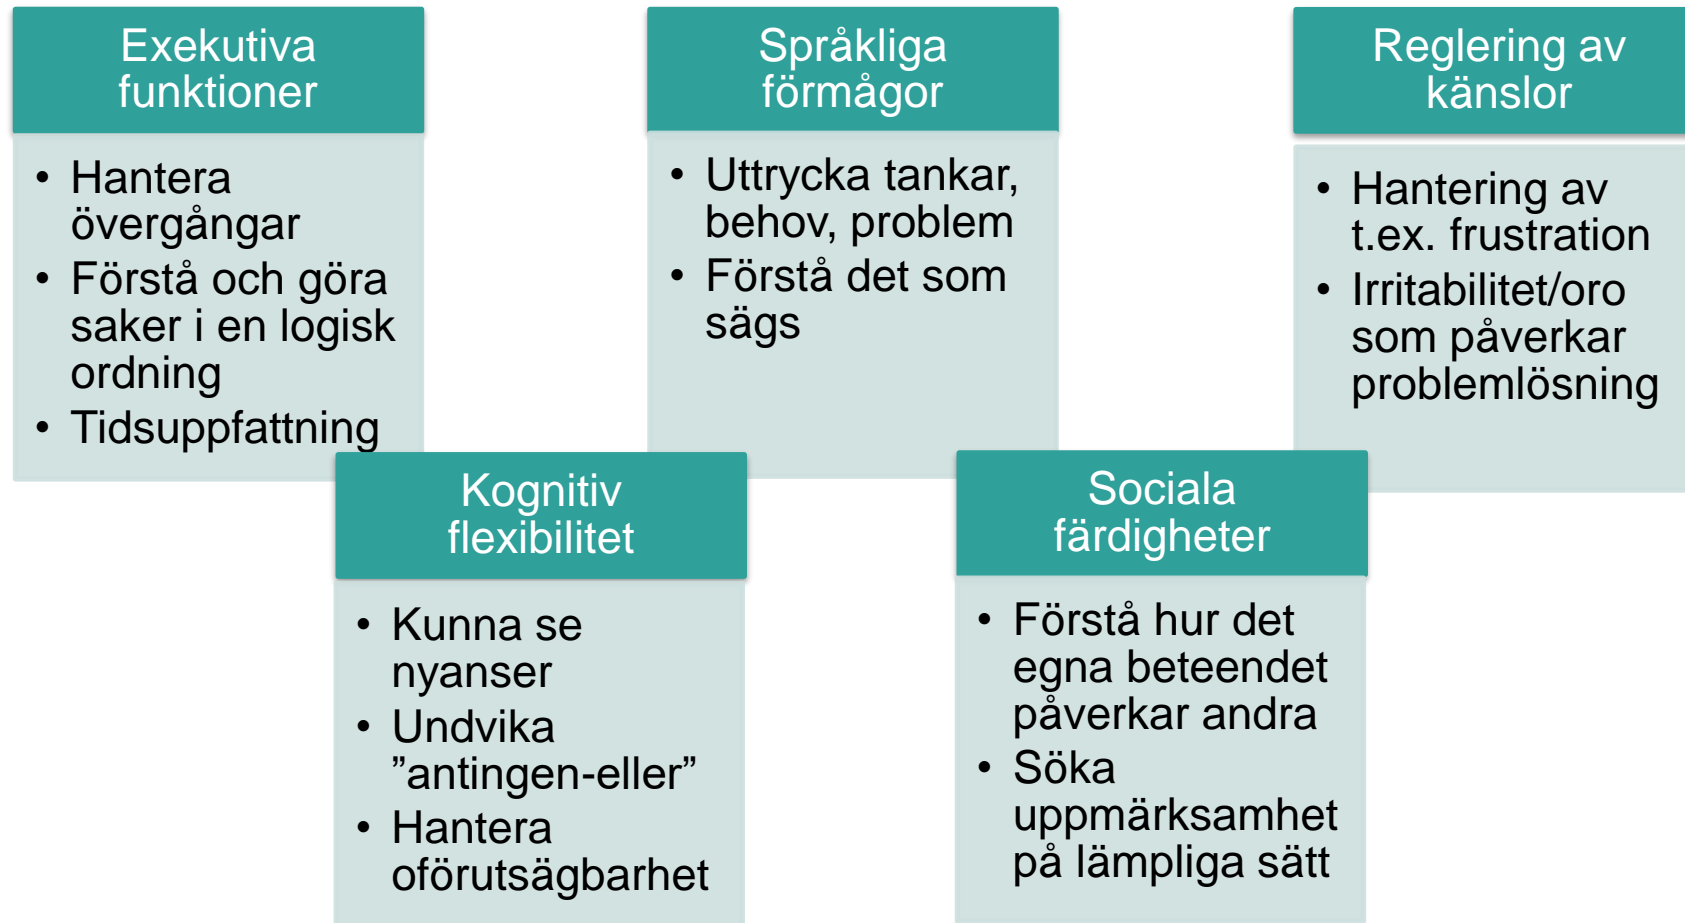 Exekutiva
funktioner
• Hantera
övergångar
• Förstå och göra
saker i en logisk
ordning
• Tidsuppfattning
Språkliga
förmågor
• Uttrycka tankar,
behov, problem
• Förstå det som
sägs
Reglering av
känslor
• Hantering av
t.ex. frustration
• Irritabilitet/oro
som påverkar
problemlösning
Kognitiv
flexibilitet
• Kunna se
nyanser
• Undvika
”antingen-eller”
• Hantera
oförutsägbarhet
Sociala
färdigheter
• Förstå hur det
egna beteendet
påverkar andra
• Söka
uppmärksamhet
på lämpliga sätt